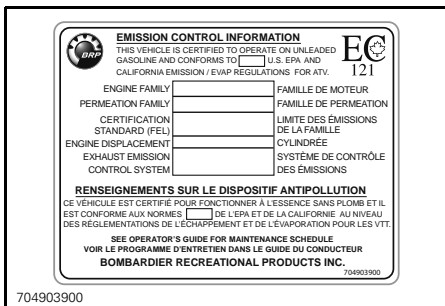 BRP
EMISSION CONTROL INFORMATION
THIS VEHICLE IS CERTIFIED TO OPERATE ON UNLEADED
GASOLINE AND CONFORMS TO U.S. EPA AND
CALIFORNIA EMISSION / EVAP REGULATIONS FOR ATV.
EC
121
ENGINE FAMILY FAMILLE DE MOTEUR
PERMEATION FAMILY FAMILLE DE PERMEATION
CERTIFICATION LIMITE DES ÉMISSIONS
STANDARD (FEL) DE LA FAMILLE
ENGINE DISPLACEMENT CYLINDRÉE
EXHAUST EMISSION SYSTÈME DE CONTRÔLE
CONTROL SYSTEM DES ÉMISSIONS
RENSEIGNEMENTS SUR LE DISPOSITIF ANTIPOLLUTION
CE VÉHICULE EST CERTIFIÉ POUR FONCTIONNER À L'ESSENCE SANS PLOMB ET IL
EST CONFORME AUX NORMES DE L'EPA ET DE LA CALIFORNIE AU NIVEAU
DES RÉGLEMENTATIONS DE L'ÉCHAPPEMENT ET DE L'ÉVAPORATION POUR LES VTT.
SEE OPERATOR'S GUIDE FOR MAINTENANCE SCHEDULE
VOIR LE PROGRAMME D'ENTRETIEN DANS LE GUIDE DU CONDUCTEUR
BOMBARDIER RECREATIONAL PRODUCTS INC.
704903900
704903900